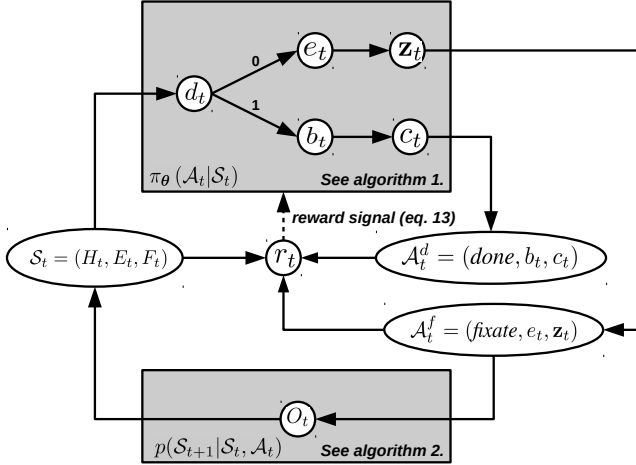 0
e_t
z_t
d_t
1
b_t
c_t
π_θ (A_t|S_t)
See algorithm 1.
reward signal (eq. 13)
S_t = (H_t, E_t, F_t)
r_t
A_t^d = (done, b_t, c_t)
A_t^f = (fixate, e_t, z_t)
O_t
p(S_{t+1}|S_t, A_t)
See algorithm 2.